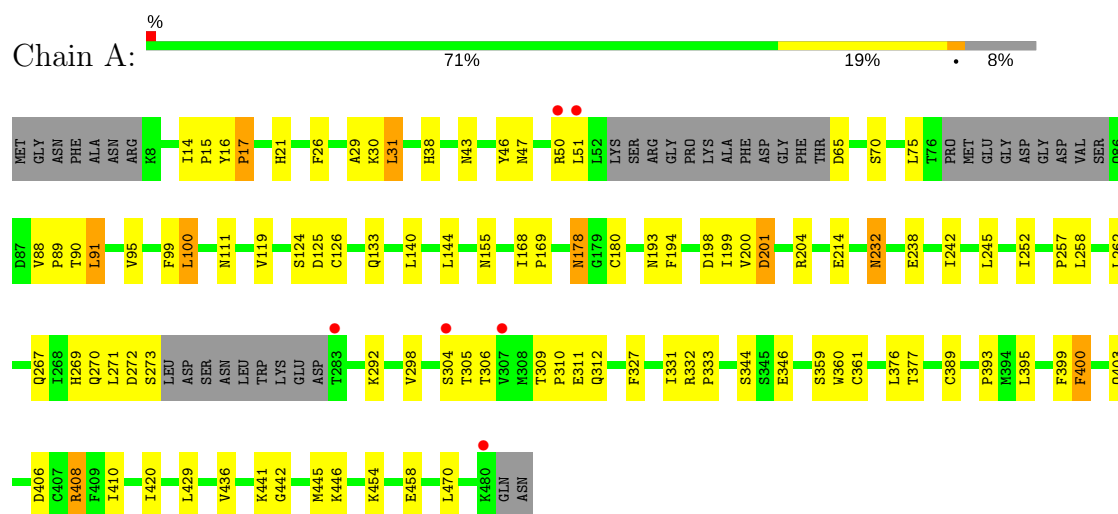 %
Chain A:
71% 19% • 8%
MET GLY ASN PHE ALA ASN ARG K8 I14 P15 Y16 P17 H21 F26 A29 K30 L31 H38 N43 Y46 N47 R50 L51 L52 LYS SER ARG GLY PRO LYS ALA PHE ASP GLY PHE THR D65 S70 L75 T76 PRO MET GLU GLY ASP GLY ASP VAL SER
D87 V88 P89 T90 L91 V95 F99 L100 N111 V119 S124 D125 C126 Q133 L140 L144 N155 I168 P169 N178 G179 C180 N193 F194 D198 I199 V200 D201 R204 E214 N232 E238 I242 L245 I252 P257 L258
Q267 I268 H269 Q270 L271 D272 S273 LEU ASP SER ASN LEU TRP LYS GLU ASP T283 K292 V298 S304 T305 T306 V307 M308 T309 P310 E311 Q312 F327 I331 R332 P333 S344 S345 E346 S359 W360 C361 L376 T377 C389 P393 M394 L395 F399 F400
D406 C407 R408 F409 I410 I420 L429 V436 K441 G442 M445 K446 K454 E458 L470 K480 GLN ASN